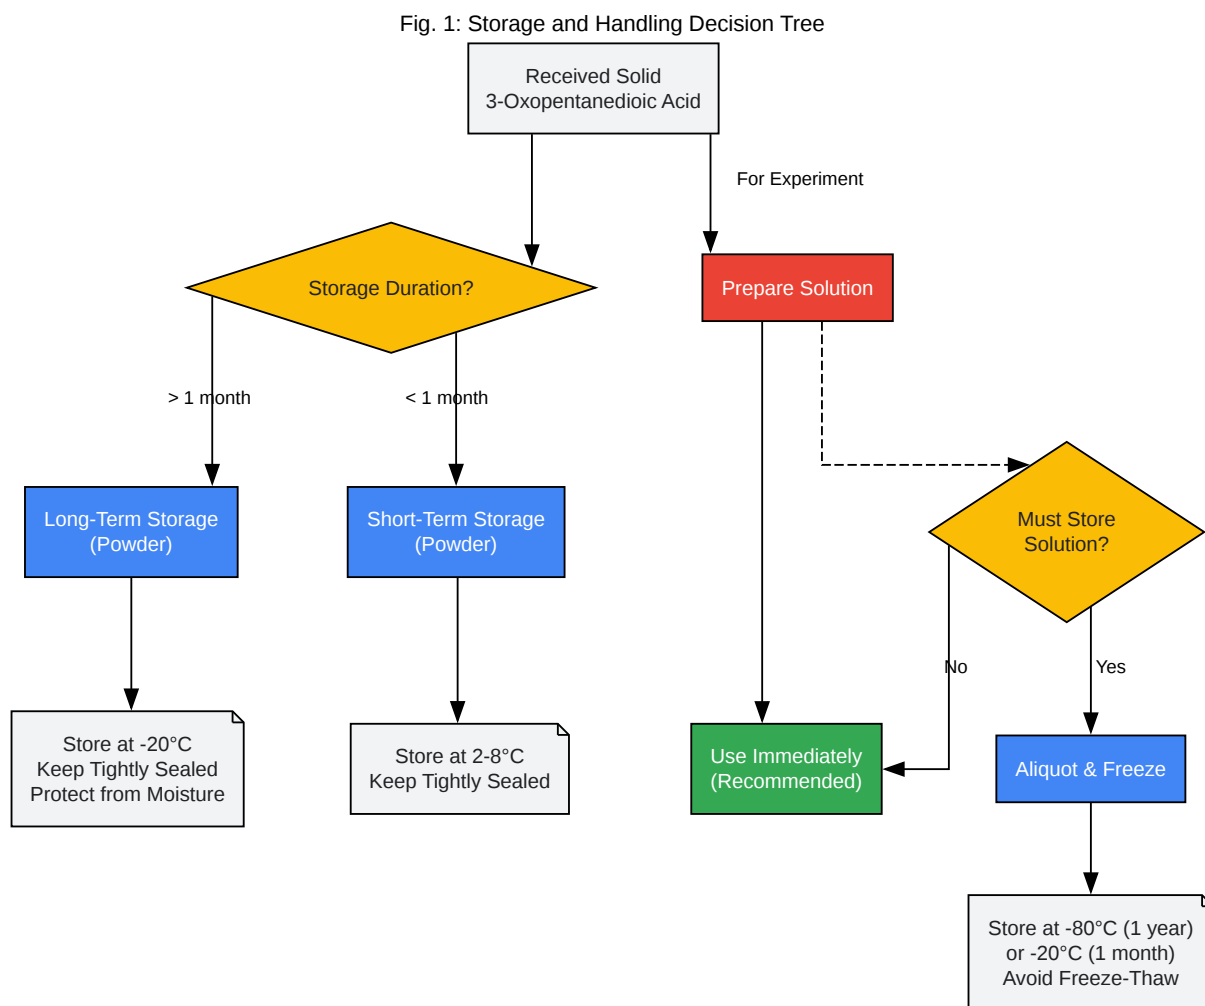 Fig. 1: Storage and Handling Decision Tree
Received Solid
3-Oxopentanedioic Acid
For Experiment
Storage Duration?
Prepare Solution
> 1 month
< 1 month
Long-Term Storage
(Powder)
Short-Term Storage
(Powder)
Must Store
Solution?
No
Yes
Store at -20°C
Keep Tightly Sealed
Protect from Moisture
Store at 2-8°C
Keep Tightly Sealed
Use Immediately
(Recommended)
Aliquot & Freeze
Store at -80°C (1 year)
or -20°C (1 month)
Avoid Freeze-Thaw